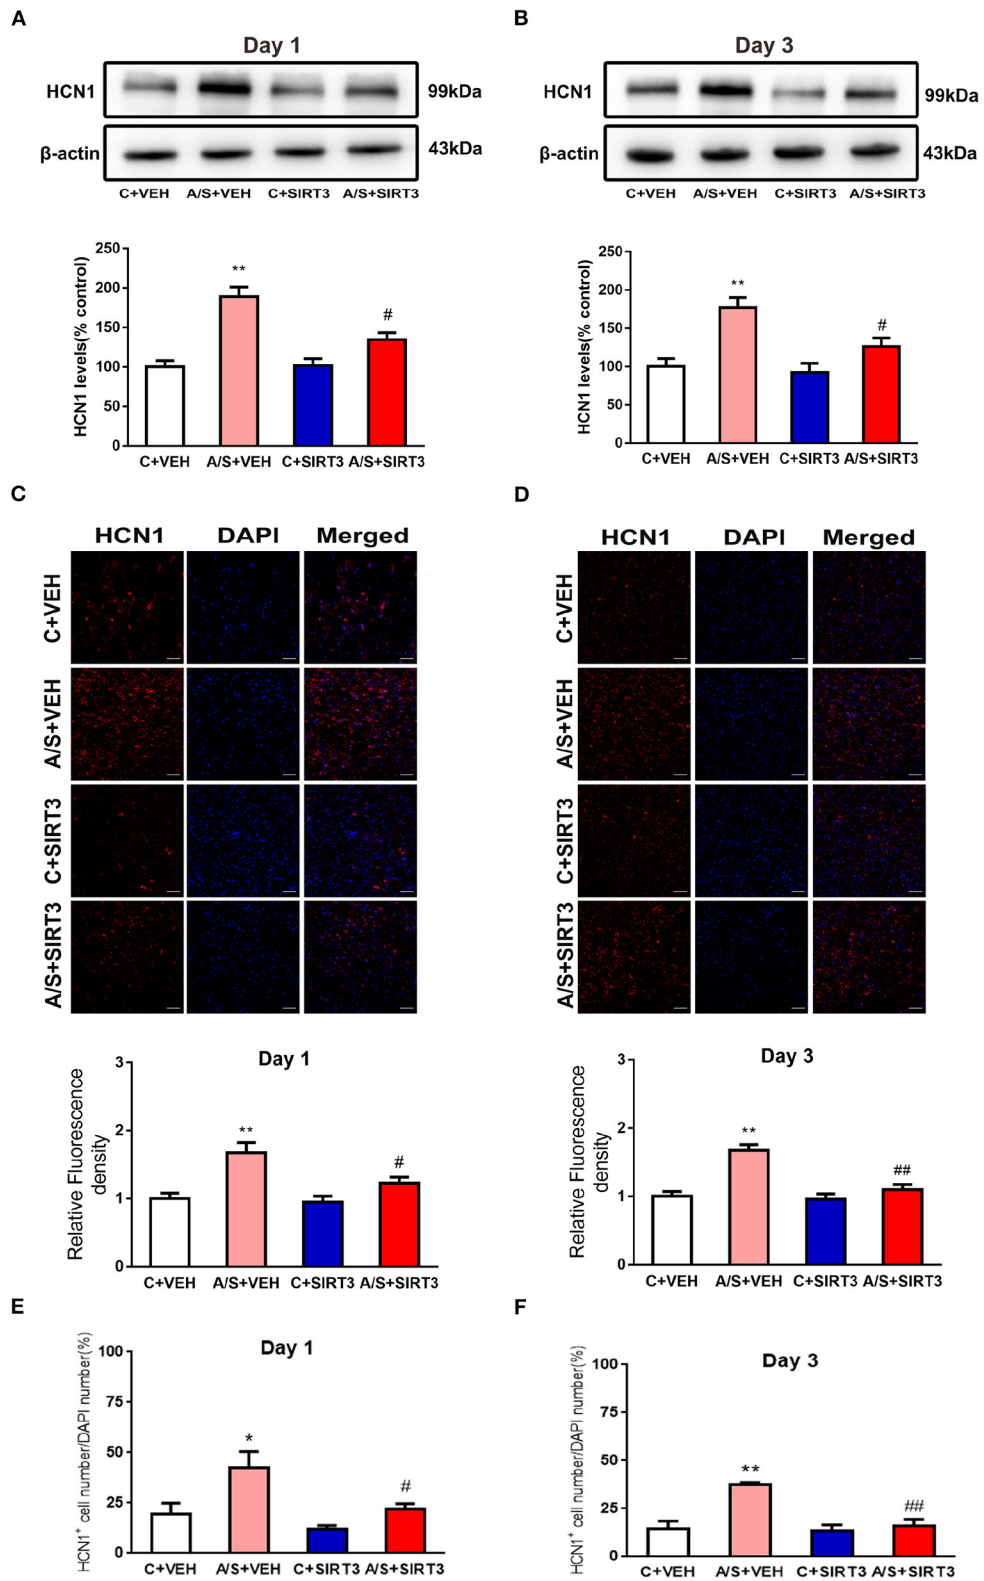 A
Day 1
HCN1
99kDa
β-actin
43kDa
C+VEH A/S+VEH C+SIRT3 A/S+SIRT3
HCN1 levels(% control)
250
200
150
100
50
0
**
#
C+VEH A/S+VEH C+SIRT3 A/S+SIRT3
B
Day 3
HCN1
99kDa
β-actin
43kDa
C+VEH A/S+VEH C+SIRT3 A/S+SIRT3
HCN1 levels(% control)
250
200
150
100
50
0
**
#
C+VEH A/S+VEH C+SIRT3 A/S+SIRT3
C
HCN1 DAPI Merged
C+VEH
A/S+VEH
C+SIRT3
A/S+SIRT3
Day 1
Relative Fluorescence
density
3
2
1
0
**
#
C+VEH A/S+VEH C+SIRT3 A/S+SIRT3
D
HCN1 DAPI Merged
C+VEH
A/S+VEH
C+SIRT3
A/S+SIRT3
Day 3
Relative Fluorescence
density
3
2
1
0
**
##
C+VEH A/S+VEH C+SIRT3 A/S+SIRT3
E
Day 1
HCN1⁺ cell number/DAPI number(%)
100
75
50
25
0
*
#
C+VEH A/S+VEH C+SIRT3 A/S+SIRT3
F
Day 3
HCN1⁺ cell number/DAPI number(%)
100
75
50
25
0
**
##
C+VEH A/S+VEH C+SIRT3 A/S+SIRT3